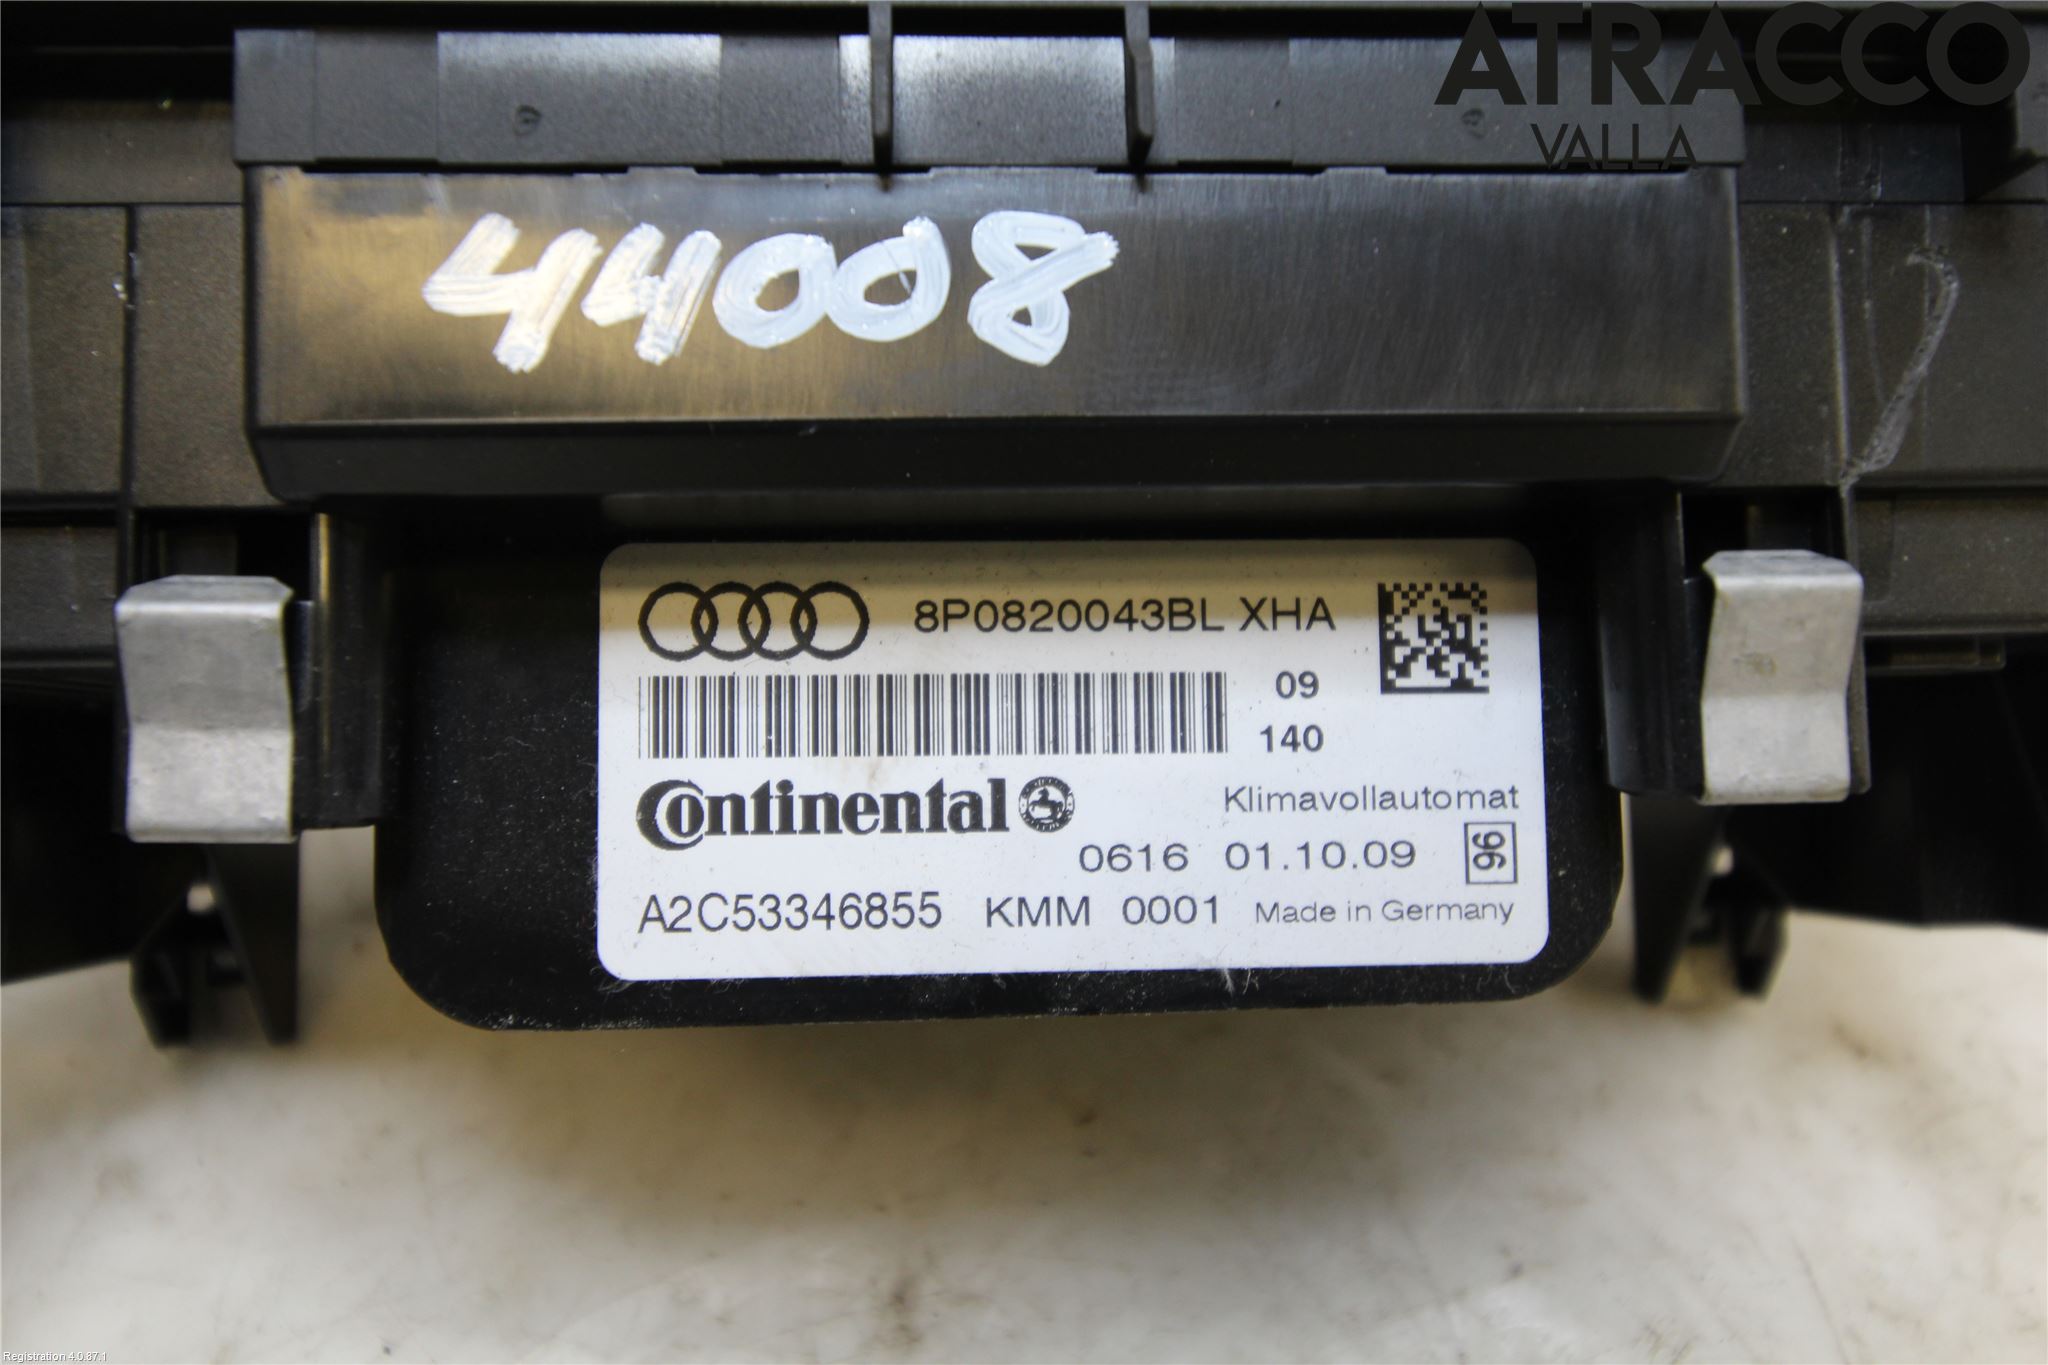 ATRACCO
VALLA
44008
8P0820043BL XHA
09
140
Continental
Klimavollautomat
0616 01.10.09
96
A2C53346855 KMM 0001 Made in Germany
Registration 4.0.87.1